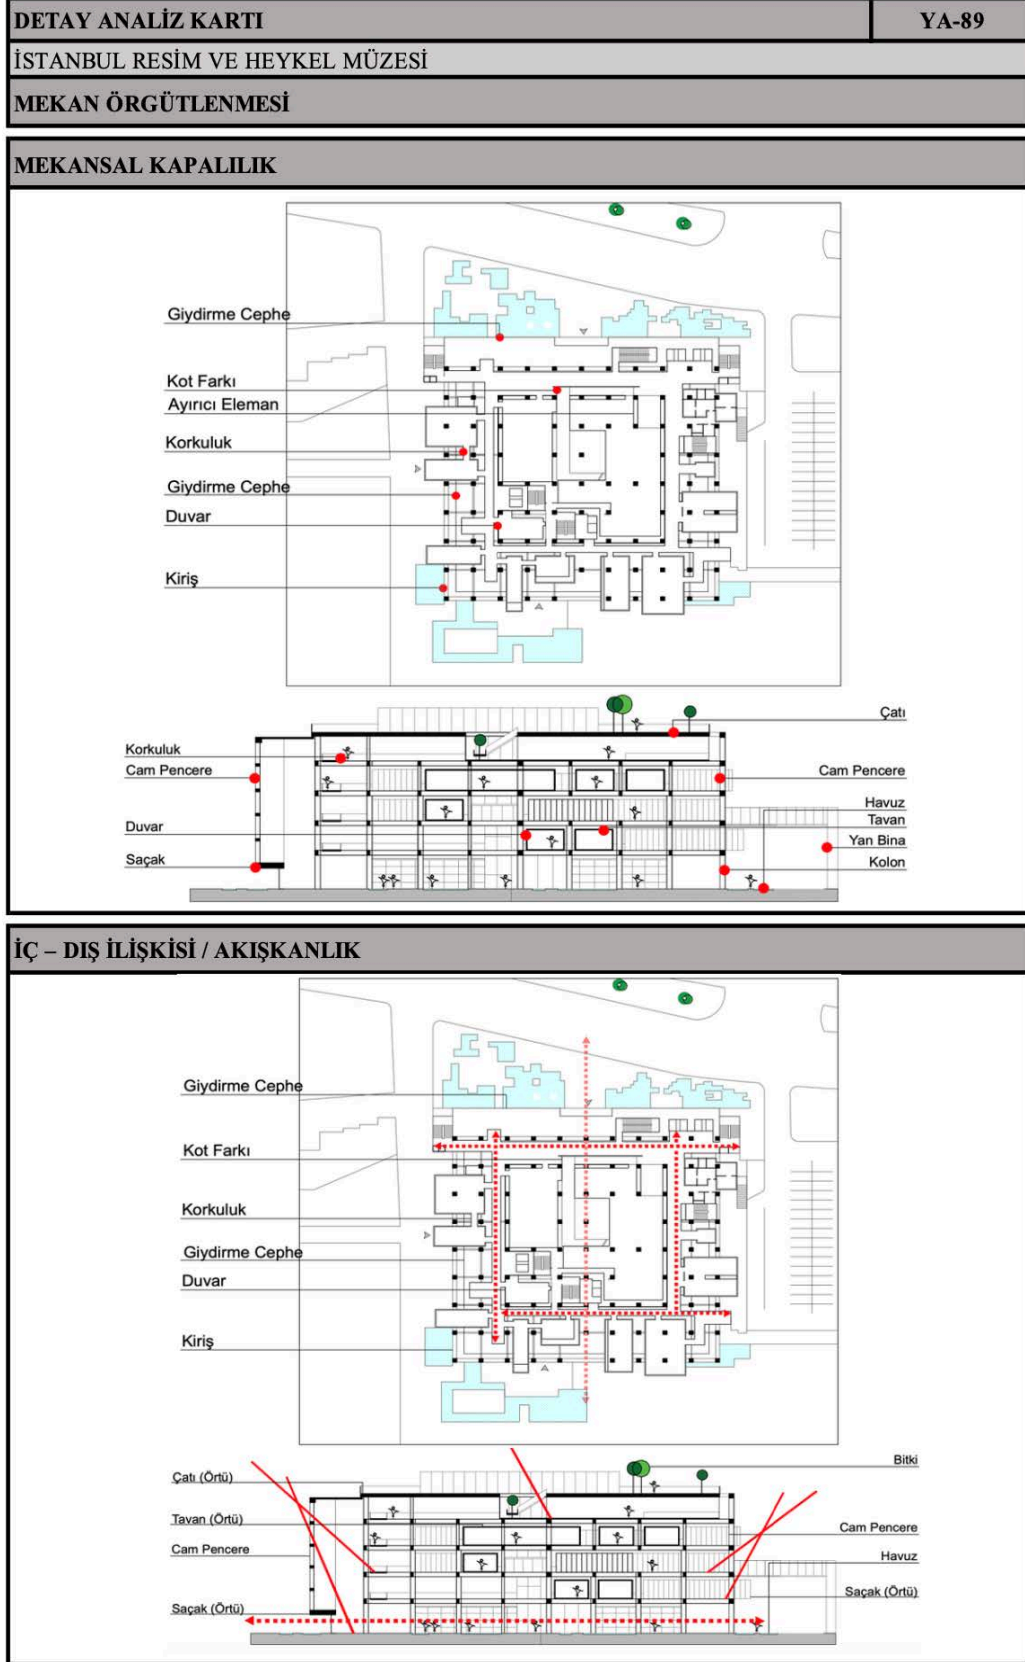 DETAY ANALİZ KARTI
YA-89
İSTANBUL RESİM VE HEYKEL MÜZESİ
MEKAN ÖRGÜTLENMESİ
MEKANSAL KAPALILIK
Giydirme Cephe
Kot Farkı
Ayırıcı Eleman
Korkuluk
Giydirme Cephe
Duvar
Kiriş
Korkuluk
Cam Pencere
Duvar
Saçak
Çatı
Cam Pencere
Havuz
Tavan
Yan Bina
Kolon
İÇ – DIŞ İLİŞKİSİ / AKIŞKANLIK
Giydirme Cephe
Kot Farkı
Korkuluk
Giydirme Cephe
Duvar
Kiriş
Çatı (Örtü)
Tavan (Örtü)
Cam Pencere
Saçak (Örtü)
Bitki
Cam Pencere
Havuz
Saçak (Örtü)